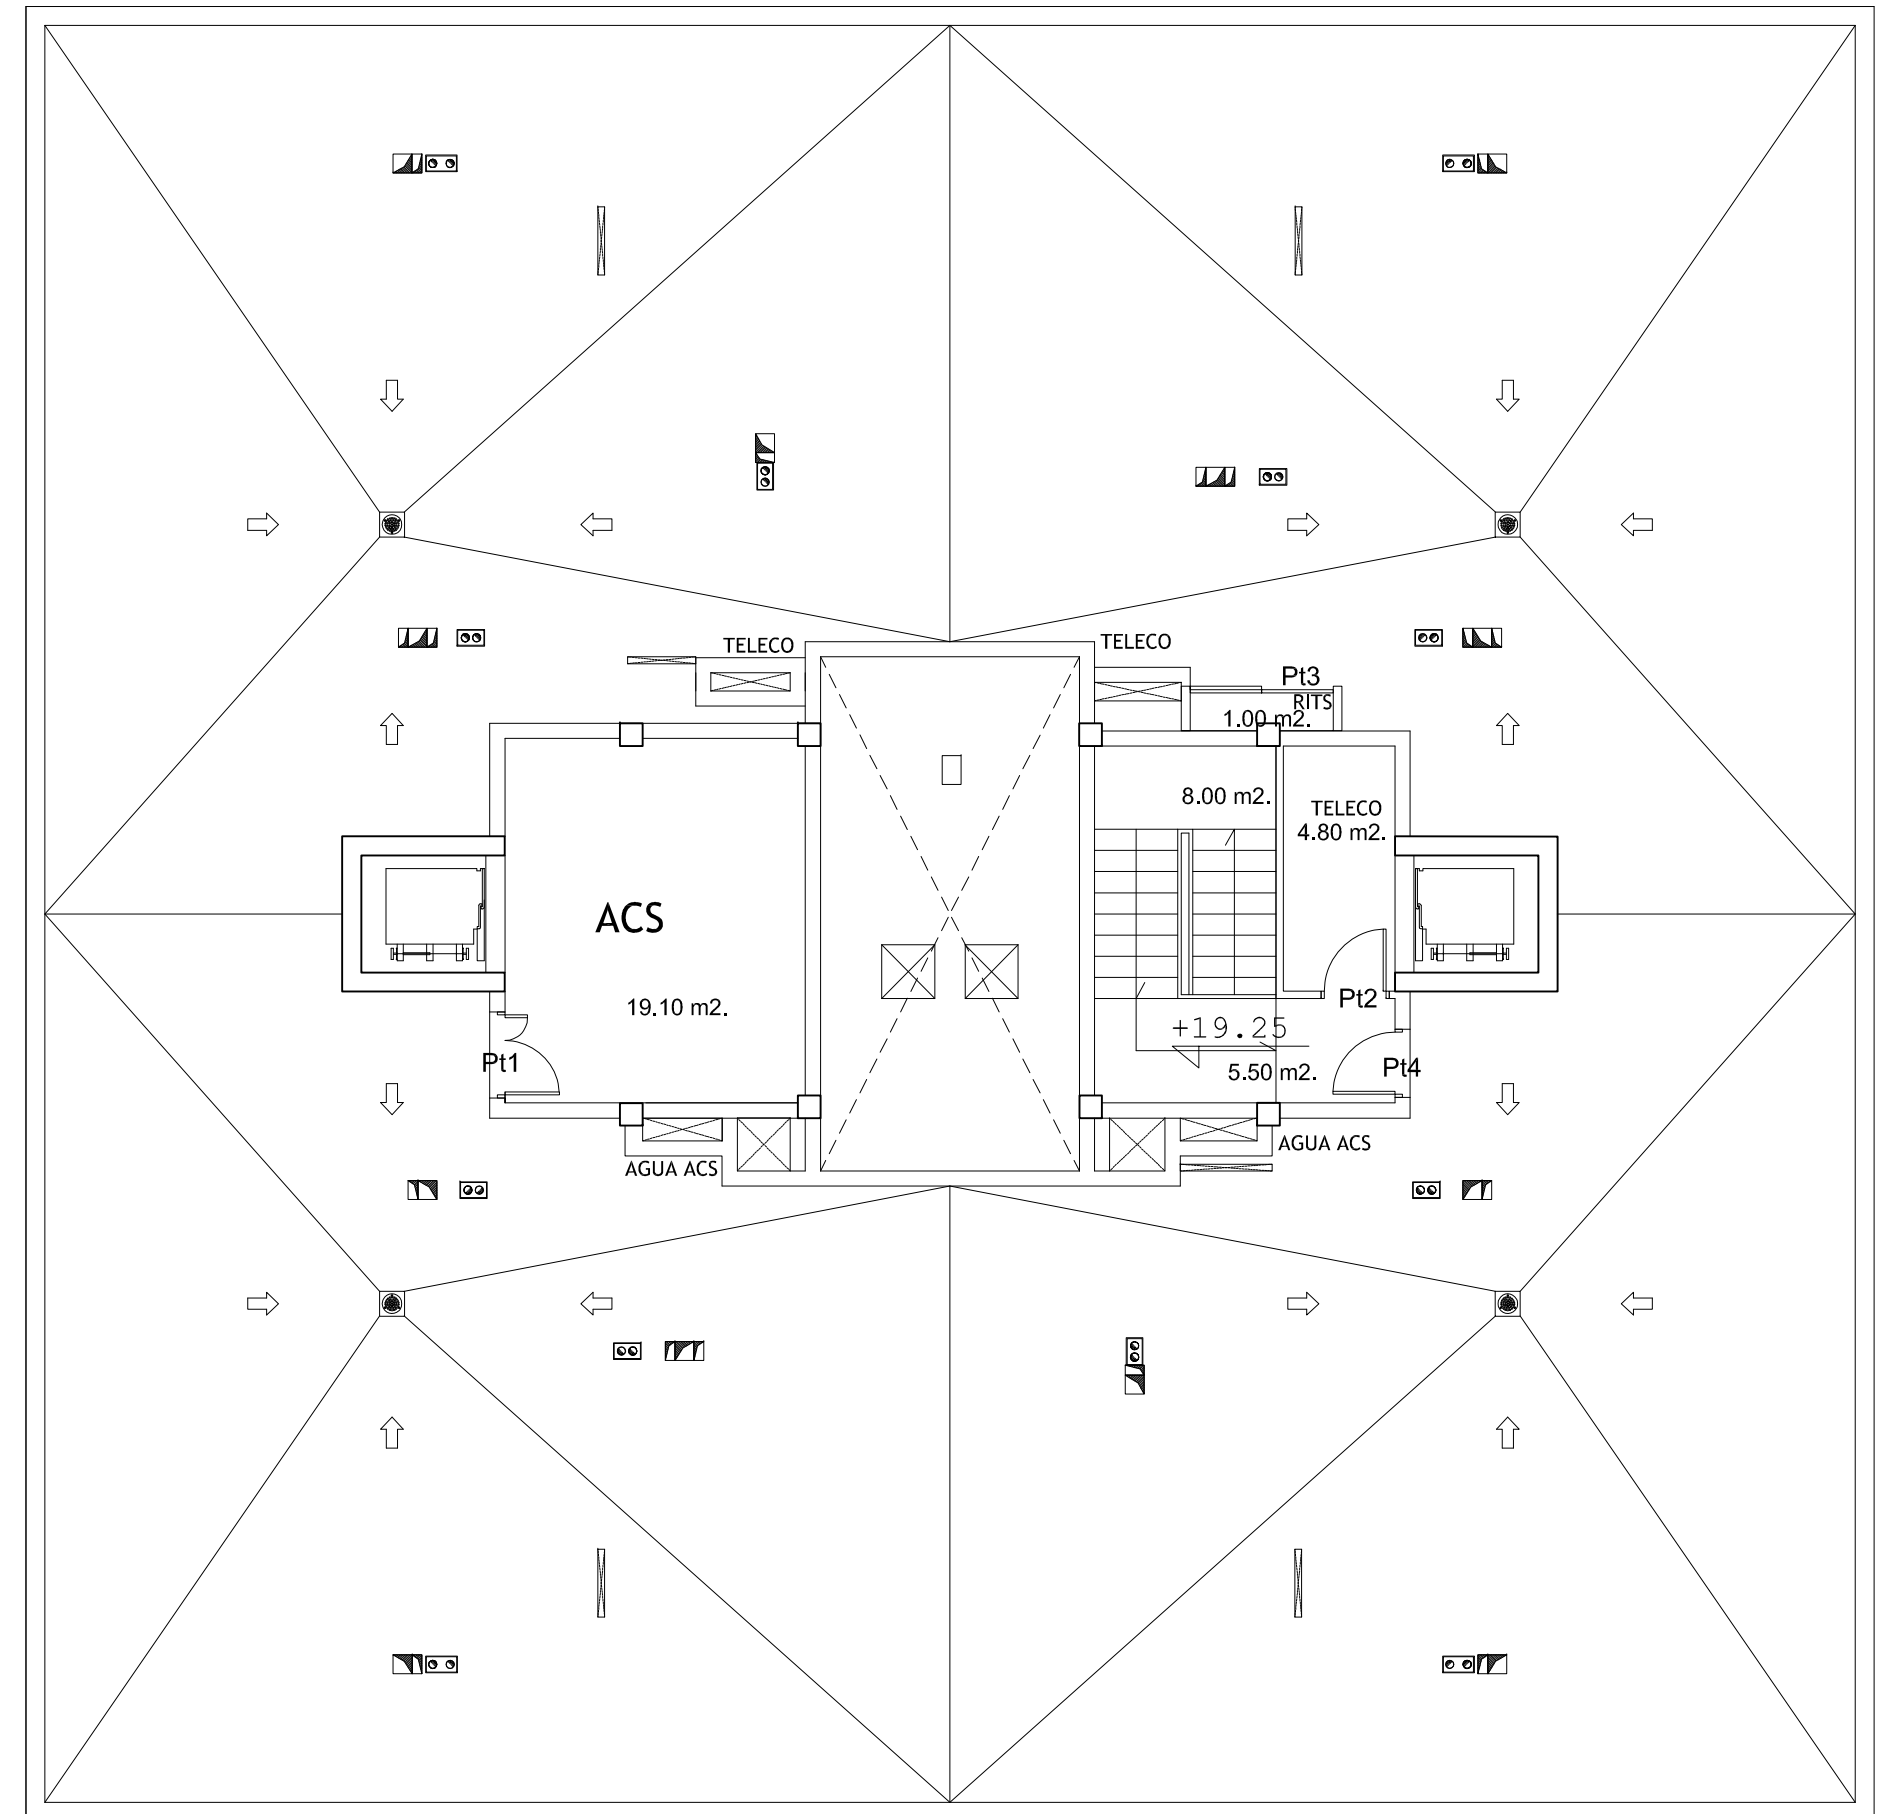 TELECO
TELECO
Pt3
RITS
1.00 m2.
8.00 m2.
TELECO
4.80 m2.
ACS
19.10 m2.
Pt2
+19.25
Pt1
Pt4
5.50 m2.
AGUA ACS
AGUA ACS